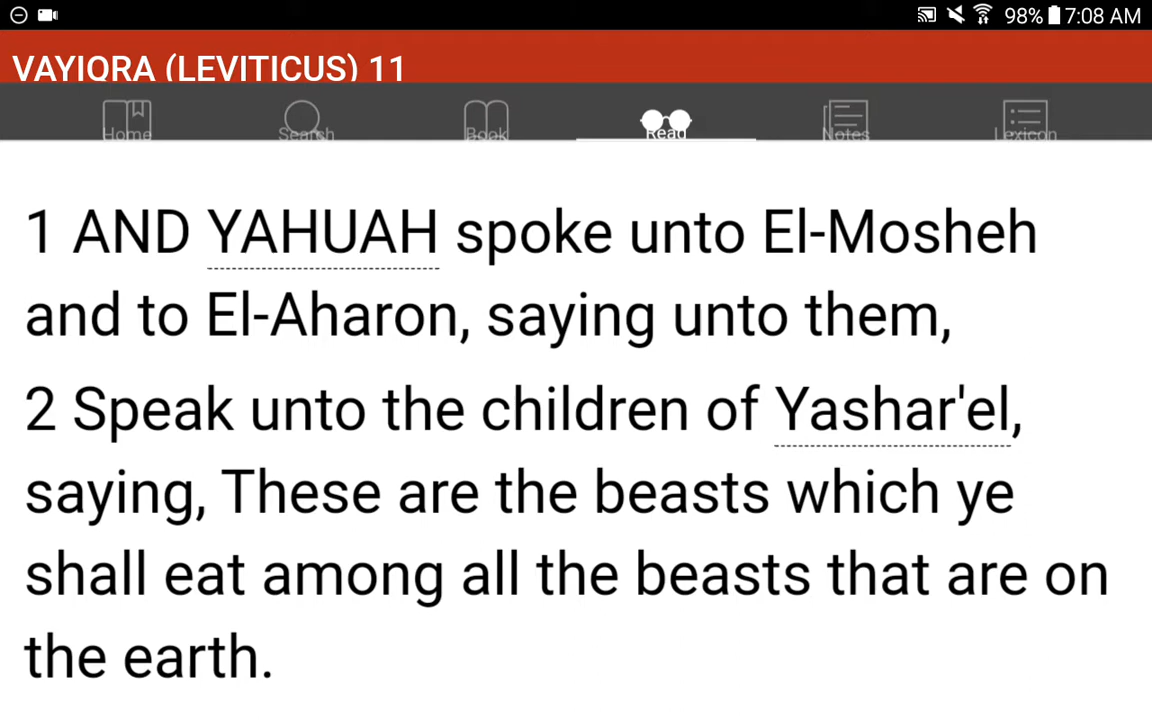 98% 7:08 AM
VAYIQRA (LEVITICUS) 11
Home Search Book Read Notes Lexicon
1 AND YAHUAH spoke unto El-Mosheh
and to El-Aharon, saying unto them,
2 Speak unto the children of Yashar'el,
saying, These are the beasts which ye
shall eat among all the beasts that are on
the earth.